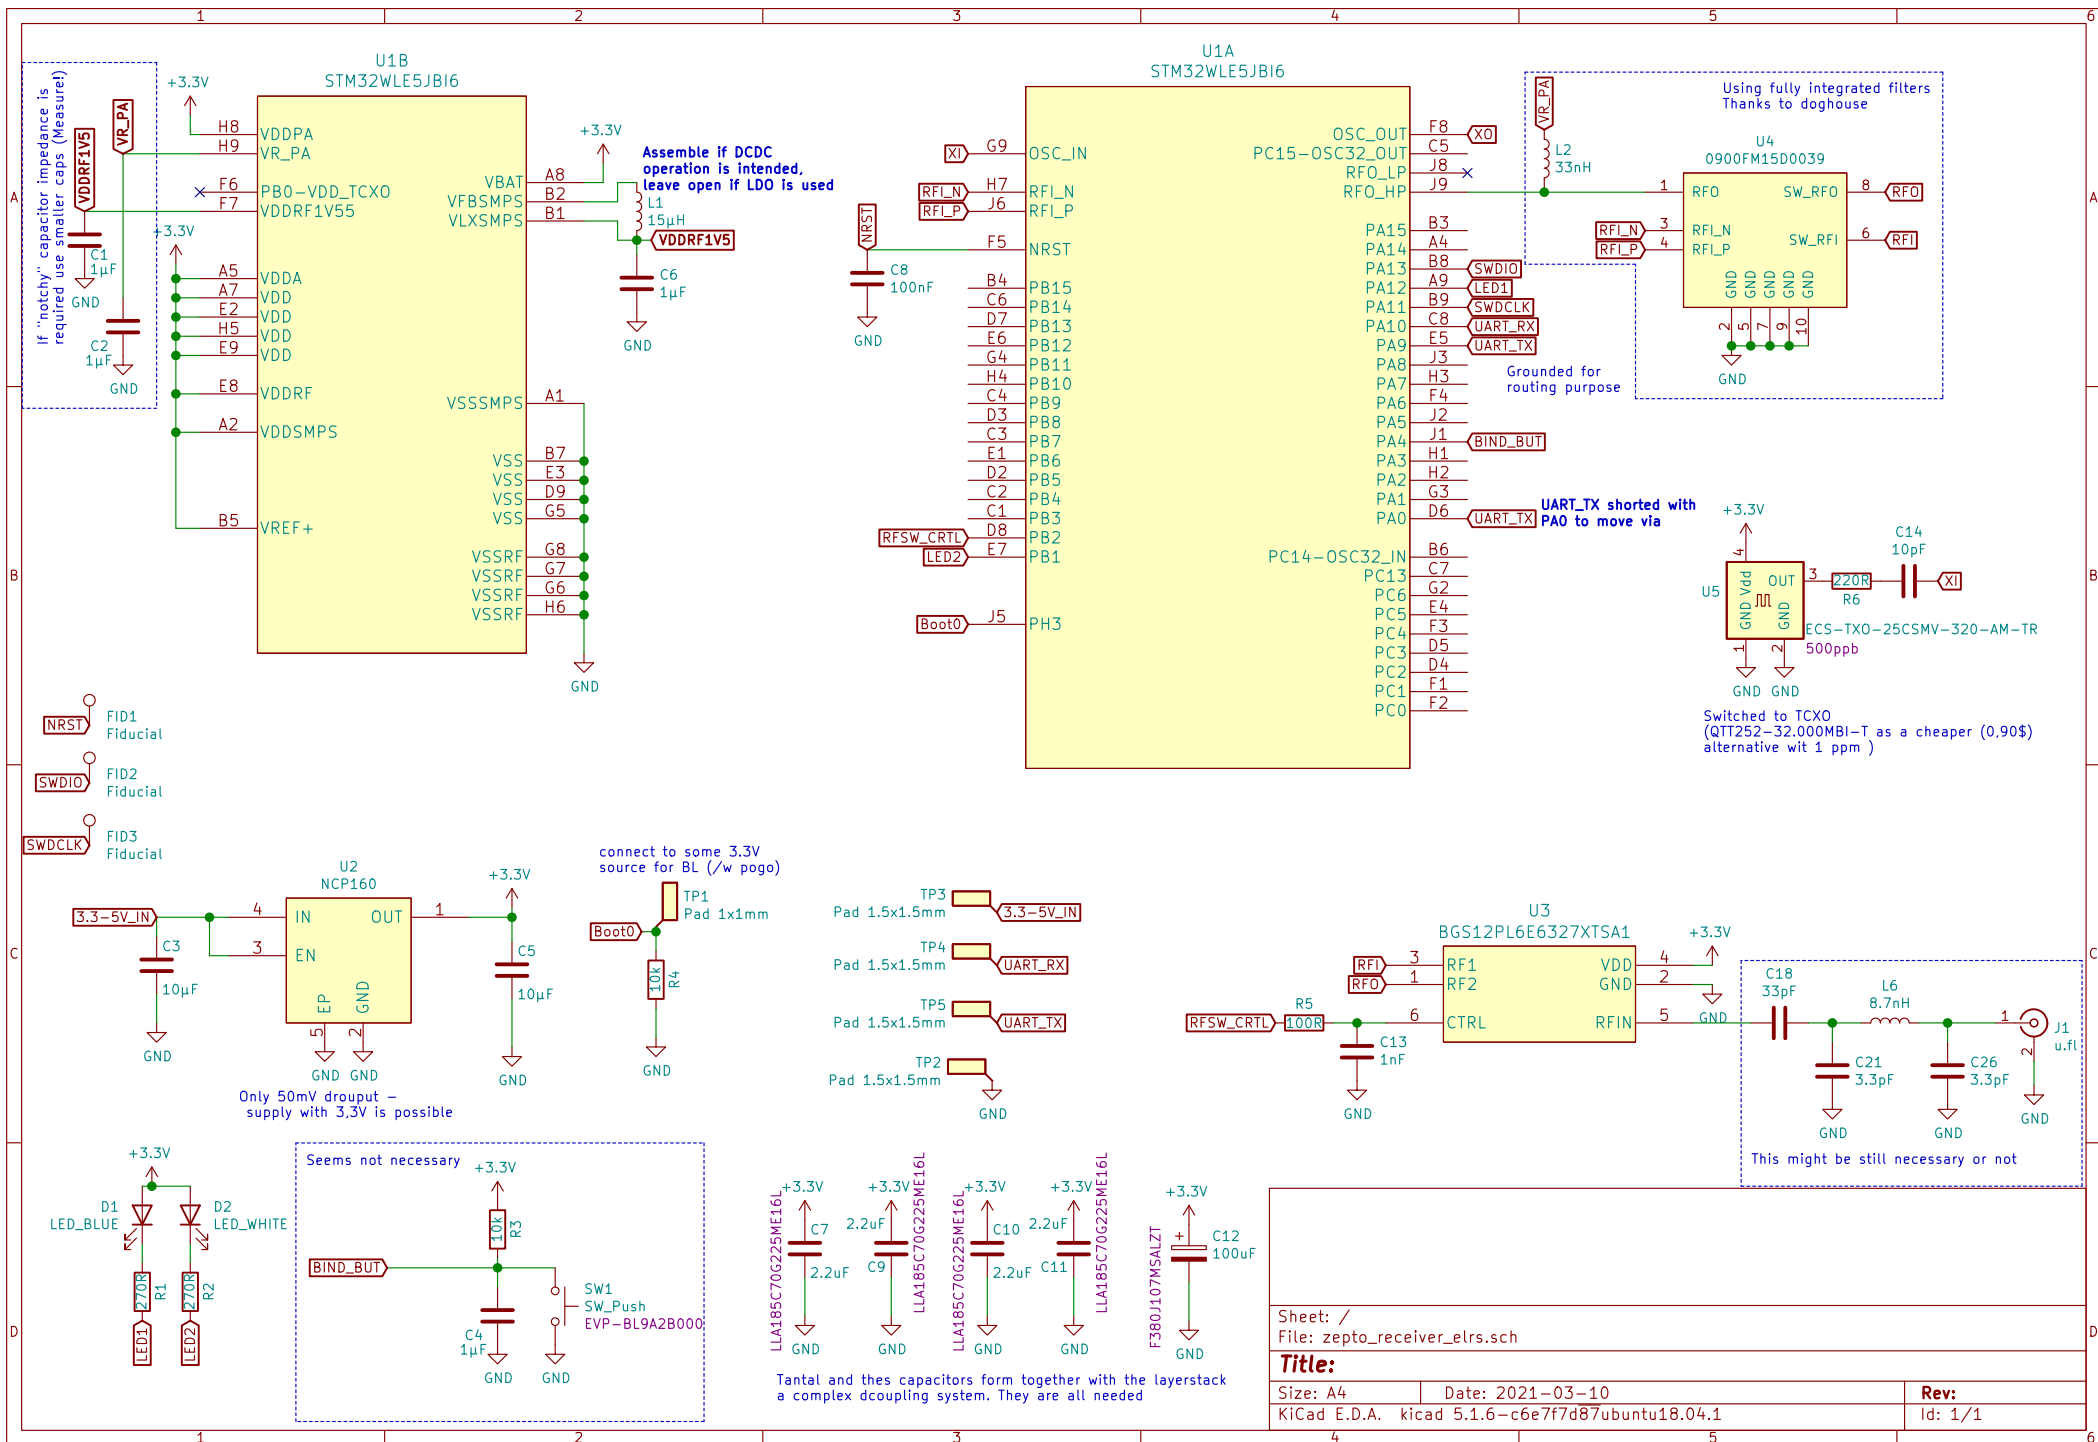 1 2 3 4 5 6
A
B
C
D
A
B
C
D
1 2 3 4 5 6
If "notchy" capacitor impedance is
required use smaller caps (Measure!)
VDDRF1V5
VR_PA
+3.3V
C1
1µF
GND
C2
1µF
GND
+3.3V
U1B
STM32WLE5JBI6
H8 VDDPA
H9 VR_PA
F6 PB0-VDD_TCXO
F7 VDDRF1V55
A5 VDDA
A7 VDD
E2 VDD
H5 VDD
E9 VDD
E8 VDDRF
A2 VDDSMPS
B5 VREF+
VBAT A8
VFBSMPS B2
VLXSMPS B1
VSSSMPS A1
VSS B7
VSS E3
VSS D9
VSS G5
VSSRF G8
VSSRF G7
VSSRF G6
VSSRF H6
GND
+3.3V
Assemble if DCDC
operation is intended,
leave open if LDO is used
L1
15µH
VDDRF1V5
C6
1µF
GND
U1A
STM32WLE5JBI6
XI G9 OSC_IN
RFI_N H7 RFI_N
RFI_P J6 RFI_P
NRST
F5 NRST
C8
100nF
GND
B4 PB15
C6 PB14
D7 PB13
E6 PB12
G4 PB11
H4 PB10
C4 PB9
D3 PB8
C3 PB7
E1 PB6
D2 PB5
C2 PB4
C1 PB3
RFSW_CRTL D8 PB2
LED2 E7 PB1
Boot0 J5 PH3
OSC_OUT F8 XO
PC15-OSC32_OUT C5
RFO_LP J8
RFO_HP J9
PA15 B3
PA14 A4
PA13 B8 SWDIO
PA12 A9 LED1
PA11 B9 SWDCLK
PA10 C8 UART_RX
PA9 E5 UART_TX
PA8 J3
PA7 H3
PA6 F4
PA5 J2
PA4 J1 BIND_BUT
PA3 H1
PA2 H2
PA1 G3
PA0 D6 UART_TX
PC14-OSC32_IN B6
PC13 C7
PC6 G2
PC5 E4
PC4 F3
PC3 D5
PC2 D4
PC1 F1
PC0 F2
UART_TX shorted with
PA0 to move via
VR_PA
L2
33nH
Using fully integrated filters
Thanks to doghouse
U4
0900FM15D0039
1 RFO
RFI_N 3 RFI_N
RFI_P 4 RFI_P
SW_RFO 8 RFO
SW_RFI 6 RFI
GND GND GND GND GND
2 5 7 9 10
GND
Grounded for
routing purpose
+3.3V
U5
4 Vdd
OUT 3
GND 1
GND 2
220R
R6
C14
10pF
XI
ECS-TXO-25CSMV-320-AM-TR
500ppb
GND GND
Switched to TCXO
(QTT252-32.000MBI-T as a cheaper (0,90$)
alternative wit 1 ppm )
NRST
FID1
Fiducial
SWDIO
FID2
Fiducial
SWDCLK
FID3
Fiducial
U2
NCP160
3.3-5V_IN
4 IN
3 EN
OUT 1
EP 5
GND 2
C3
10µF
GND
GND GND
+3.3V
C5
10µF
GND
Only 50mV drouput -
supply with 3,3V is possible
connect to some 3.3V
source for BL (/w pogo)
TP1
Pad 1x1mm
Boot0
10k
R4
GND
TP3
Pad 1.5x1.5mm
3.3-5V_IN
TP4
Pad 1.5x1.5mm
UART_RX
TP5
Pad 1.5x1.5mm
UART_TX
TP2
Pad 1.5x1.5mm
GND
U3
BGS12PL6E6327XTSA1
RFI 3 RF1
RFO 1 RF2
6 CTRL
VDD 4
GND 2
RFIN 5
+3.3V
GND
RFSW_CRTL
R5
100R
C13
1nF
GND
C18
33pF
L6
8.7nH
C21
3.3pF
GND
C26
3.3pF
GND
1
2
J1
u.fl
GND
This might be still necessary or not
+3.3V
D1
LED_BLUE
D2
LED_WHITE
270R
R1
270R
R2
LED1
LED2
Seems not necessary
+3.3V
10k
R3
BIND_BUT
C4
1µF
GND
SW1
SW_Push
EVP-BL9A2B000
GND
LLA185C70G225ME16L
+3.3V
C7
2.2uF
GND
+3.3V
2.2uF
C9
LLA185C70G225ME16L
GND
LLA185C70G225ME16L
+3.3V
C10
2.2uF
GND
+3.3V
2.2uF
C11
LLA185C70G225ME16L
GND
F380J107MSALZT
+3.3V
+
C12
100uF
GND
Tantal and thes capacitors form together with the layerstack
a complex dcoupling system. They are all needed
Sheet: /
File: zepto_receiver_elrs.sch
Title:
Size: A4 Date: 2021-03-10 Rev:
KiCad E.D.A. kicad 5.1.6-c6e7f7d87ubuntu18.04.1 Id: 1/1